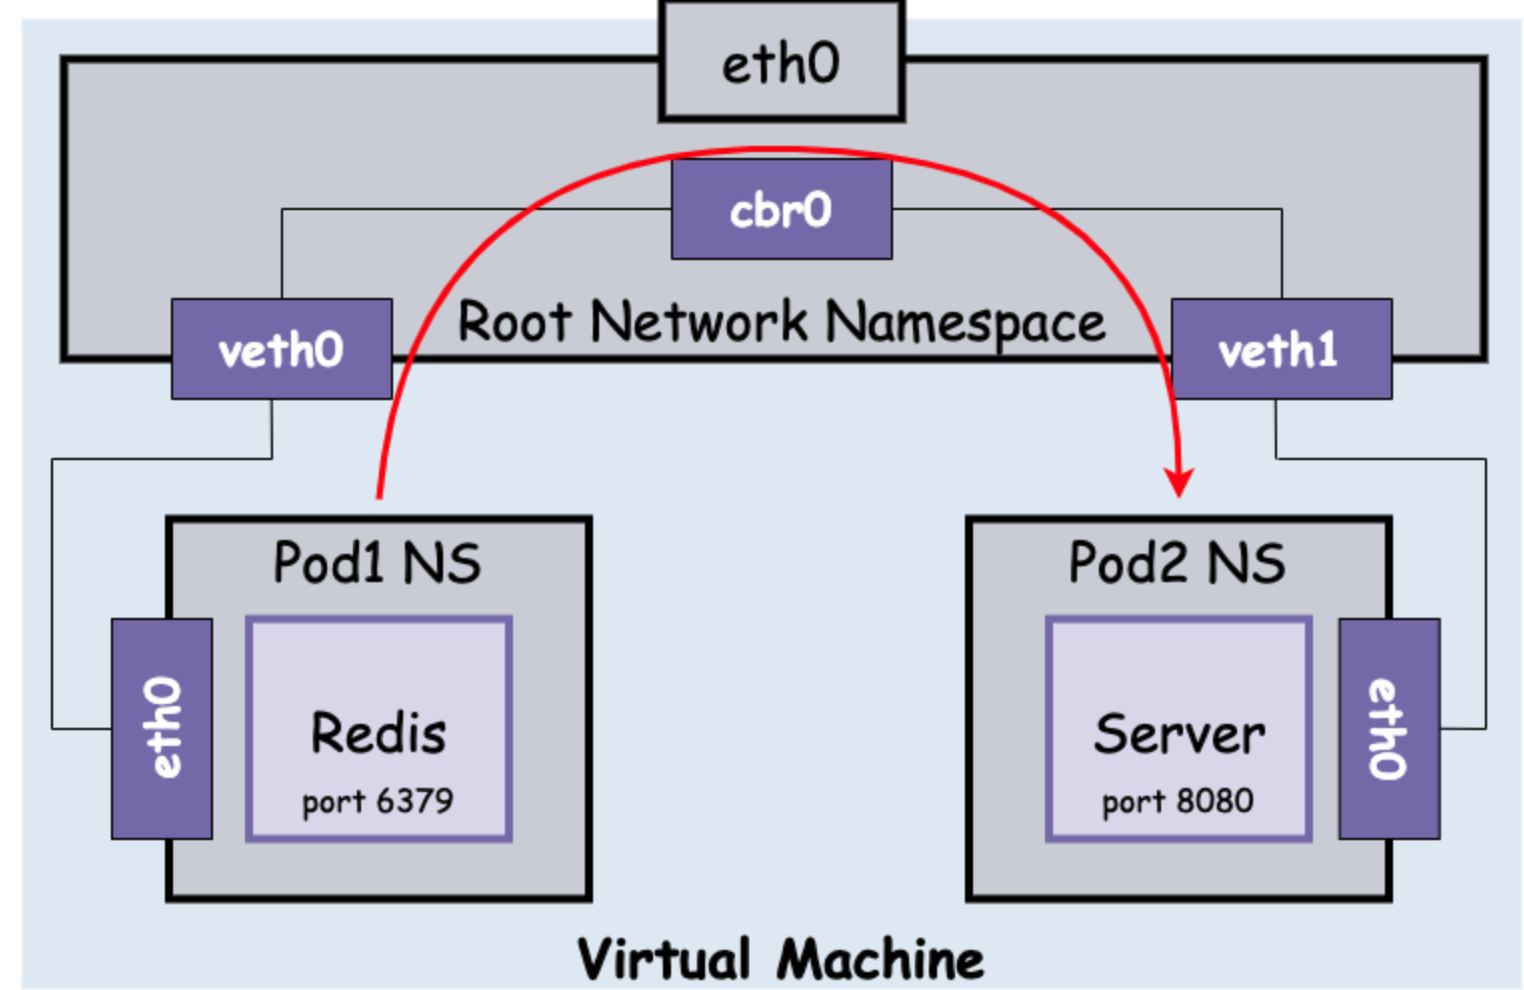 eth0
cbr0
Root Network Namespace
veth0
veth1
Pod1 NS
eth0
Redis
port 6379
Pod2 NS
Server
port 8080
eth0
Virtual Machine